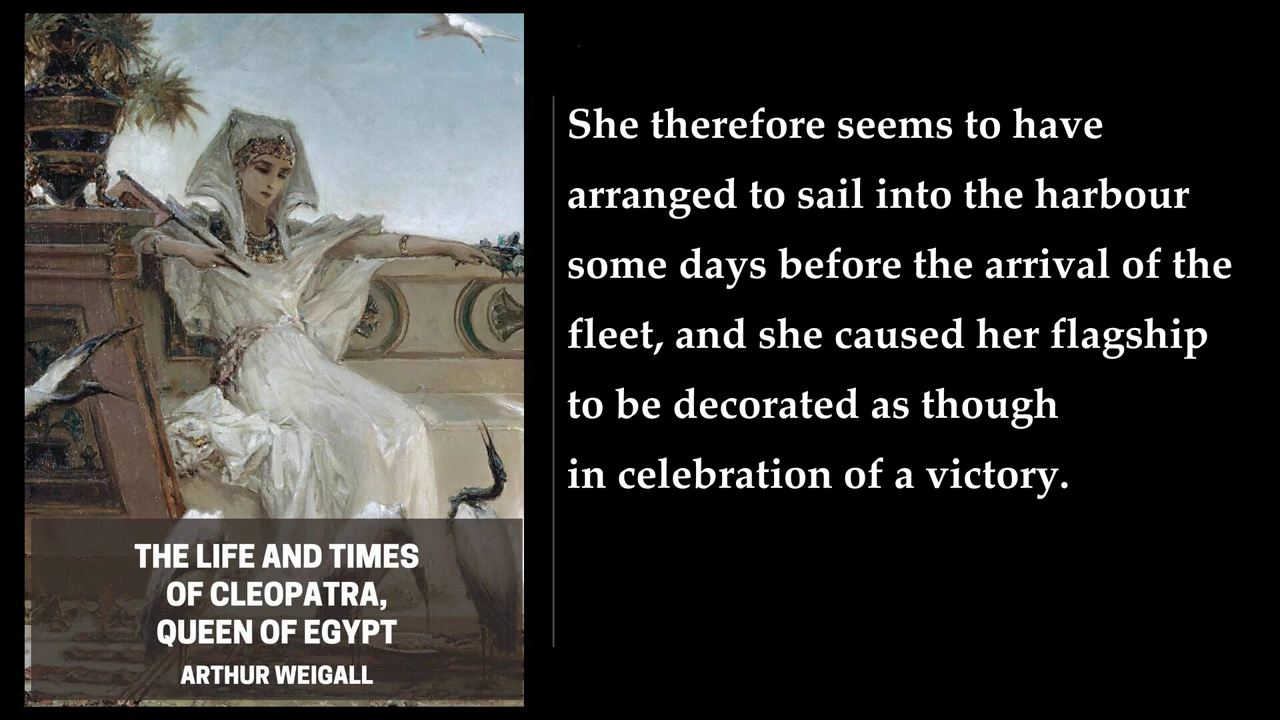 She therefore seems to have
arranged to sail into the harbour
some days before the arrival of the
fleet, and she caused her flagship
to be decorated as though
in celebration of a victory.
THE LIFE AND TIMES
OF CLEOPATRA,
QUEEN OF EGYPT
ARTHUR WEIGALL